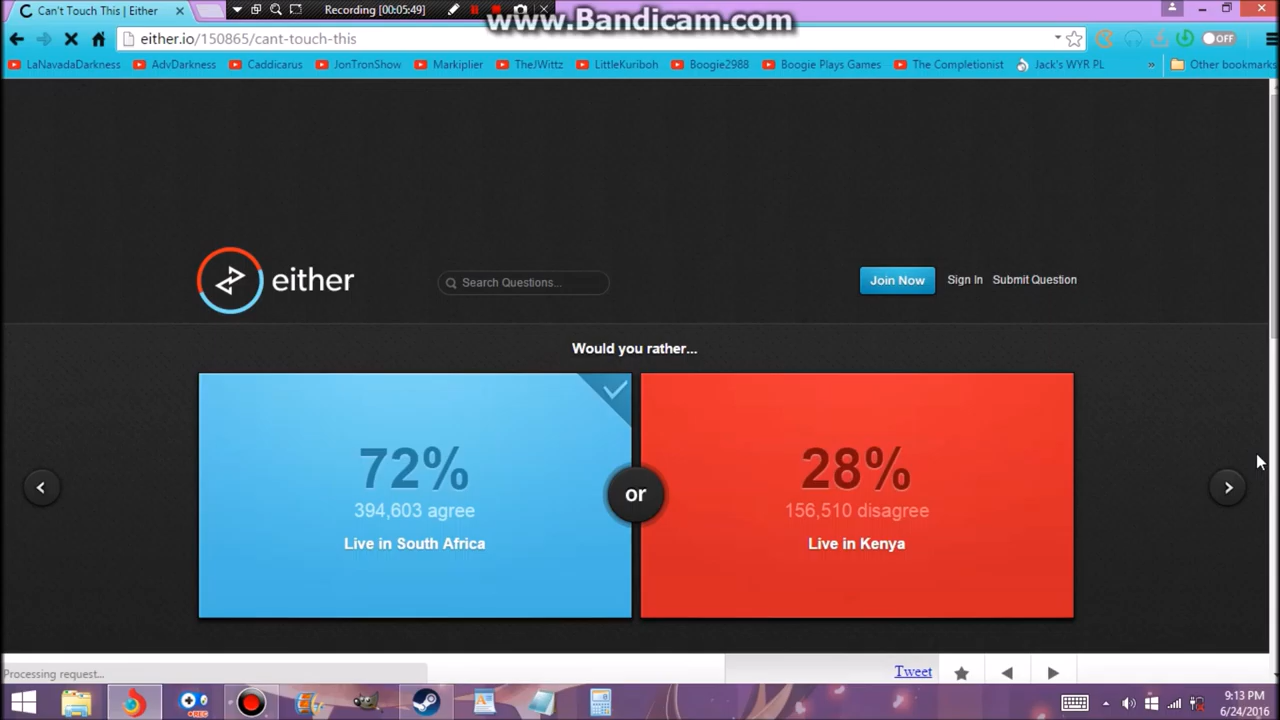 Can't Touch This | Either
Recording [00:05:49]
www.Bandicam.com
either.io/150865/cant-touch-this
OFF
LaNavadaDarkness
AdvDarkness
Caddicarus
JonTronShow
Markiplier
TheJWittz
LittleKuriboh
Boogie2988
Boogie Plays Games
The Completionist
Jack's WYR PL
»
Other bookmarks
either
Search Questions...
Join Now
Sign In
Submit Question
Would you rather...
72%
394,603 agree
Live in South Africa
or
28%
156,510 disagree
Live in Kenya
Processing request...
Tweet
REC
9:13 PM
6/24/2016